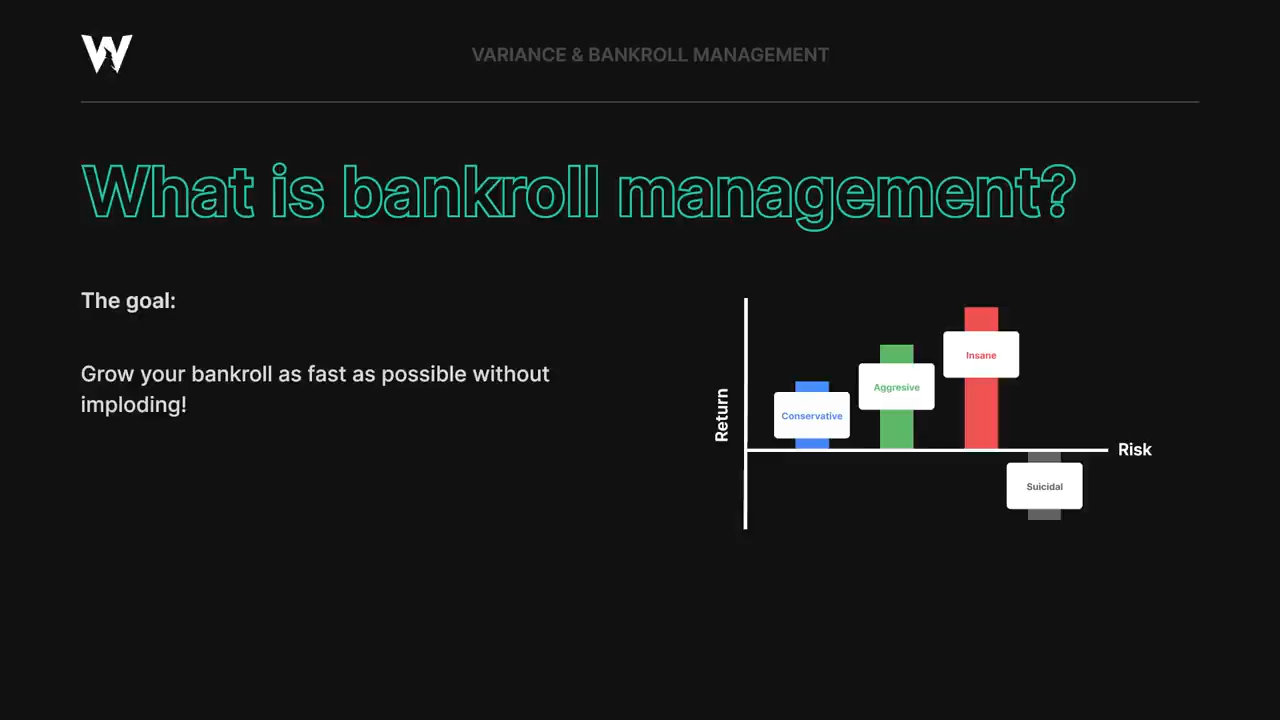 W
VARIANCE & BANKROLL MANAGEMENT
What is bankroll management?
The goal:
Grow your bankroll as fast as possible without
imploding!
Return
Conservative
Aggresive
Insane
Suicidal
Risk